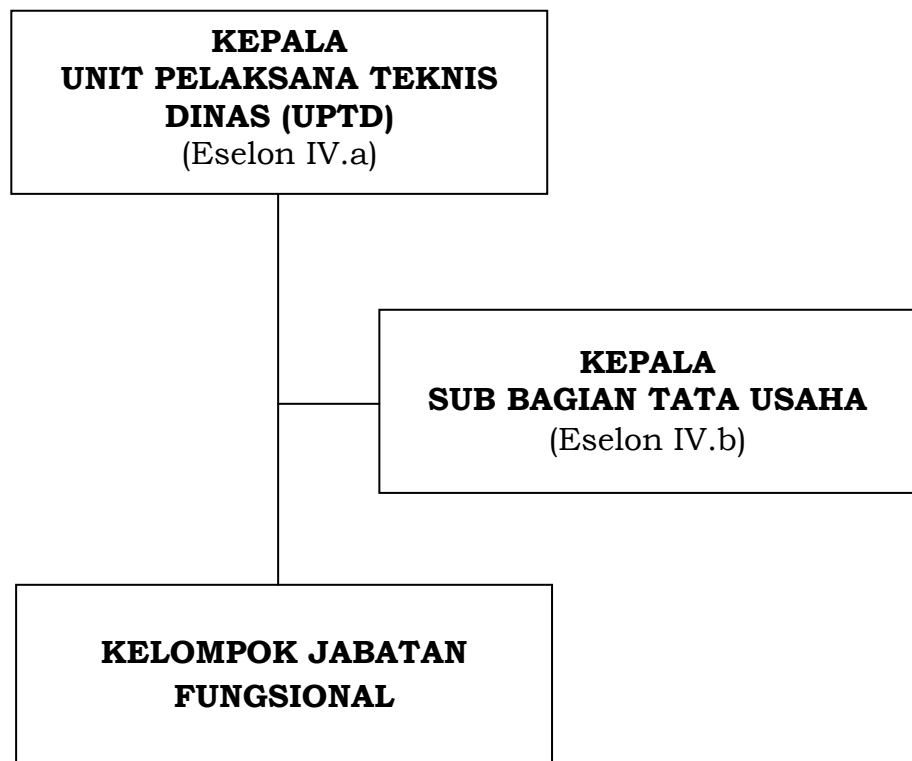 KEPALA
UNIT PELAKSANA TEKNIS
DINAS (UPTD)
(Eselon IV.a)
KEPALA
SUB BAGIAN TATA USAHA
(Eselon IV.b)
KELOMPOK JABATAN
FUNGSIONAL